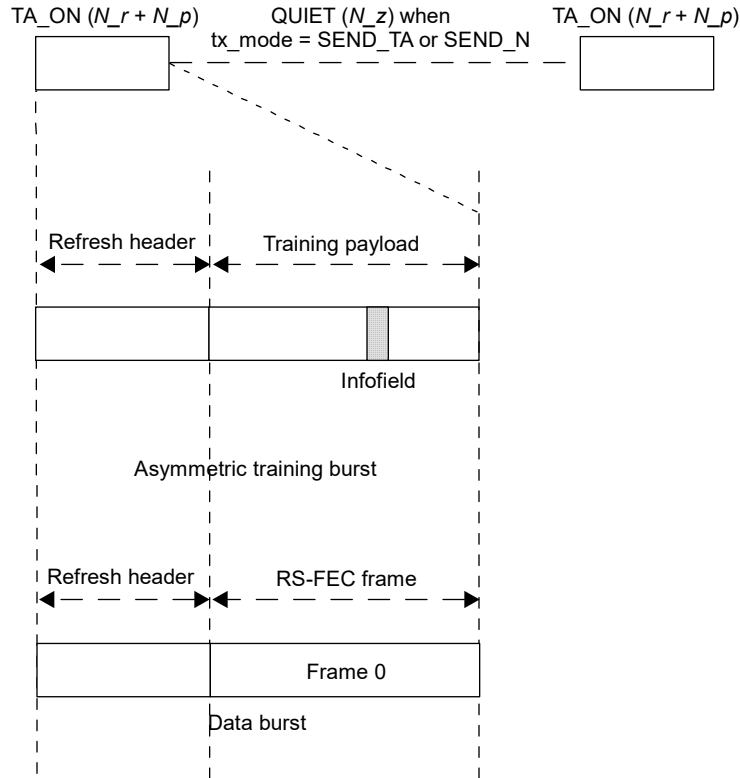 TA_ON (N_r + N_p)
QUIET (N_z) when
tx_mode = SEND_TA or SEND_N
TA_ON (N_r + N_p)
Refresh header
Training payload
Infofield
Asymmetric training burst
Refresh header
RS-FEC frame
Frame 0
Data burst